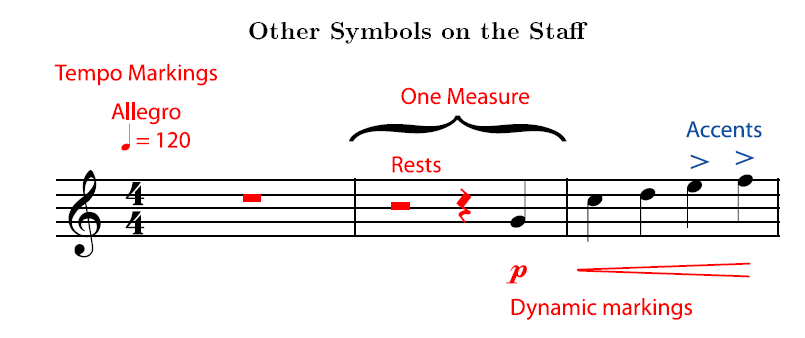 Other Symbols on the Staff
Tempo Markings
Allegro
= 120
One Measure
Rests
Accents
4
4
p
Dynamic markings